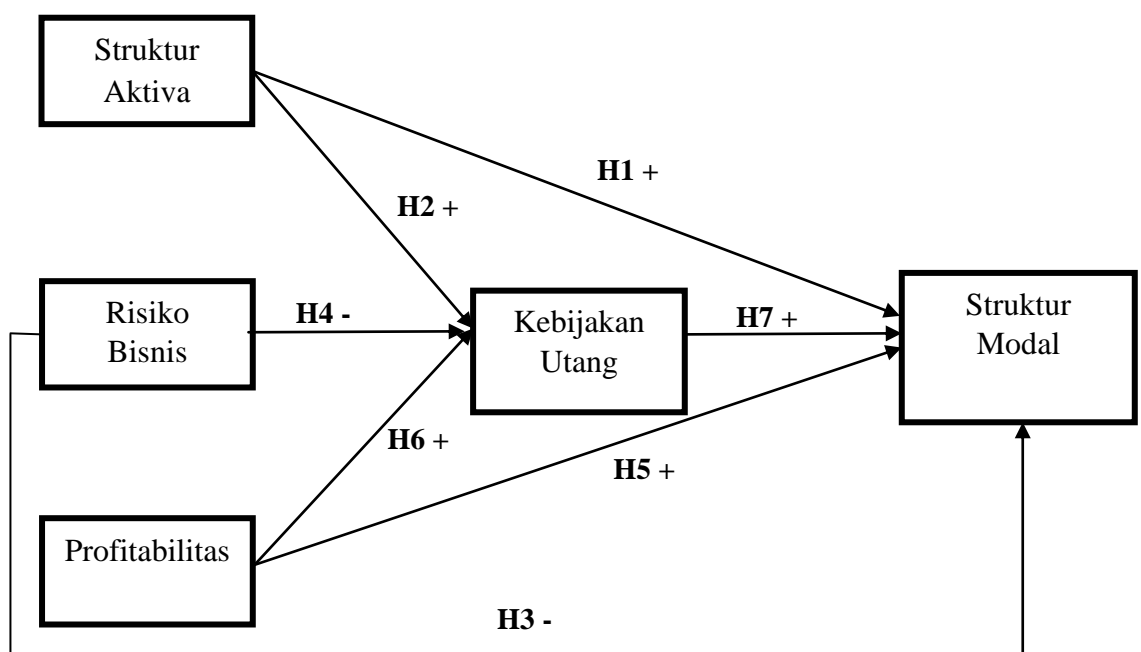 Struktur
Aktiva
H1 +
H2 +
Risiko
Bisnis
H4 -
Kebijakan
Utang
H7 +
Struktur
Modal
H6 +
H5 +
Profitabilitas
H3 -